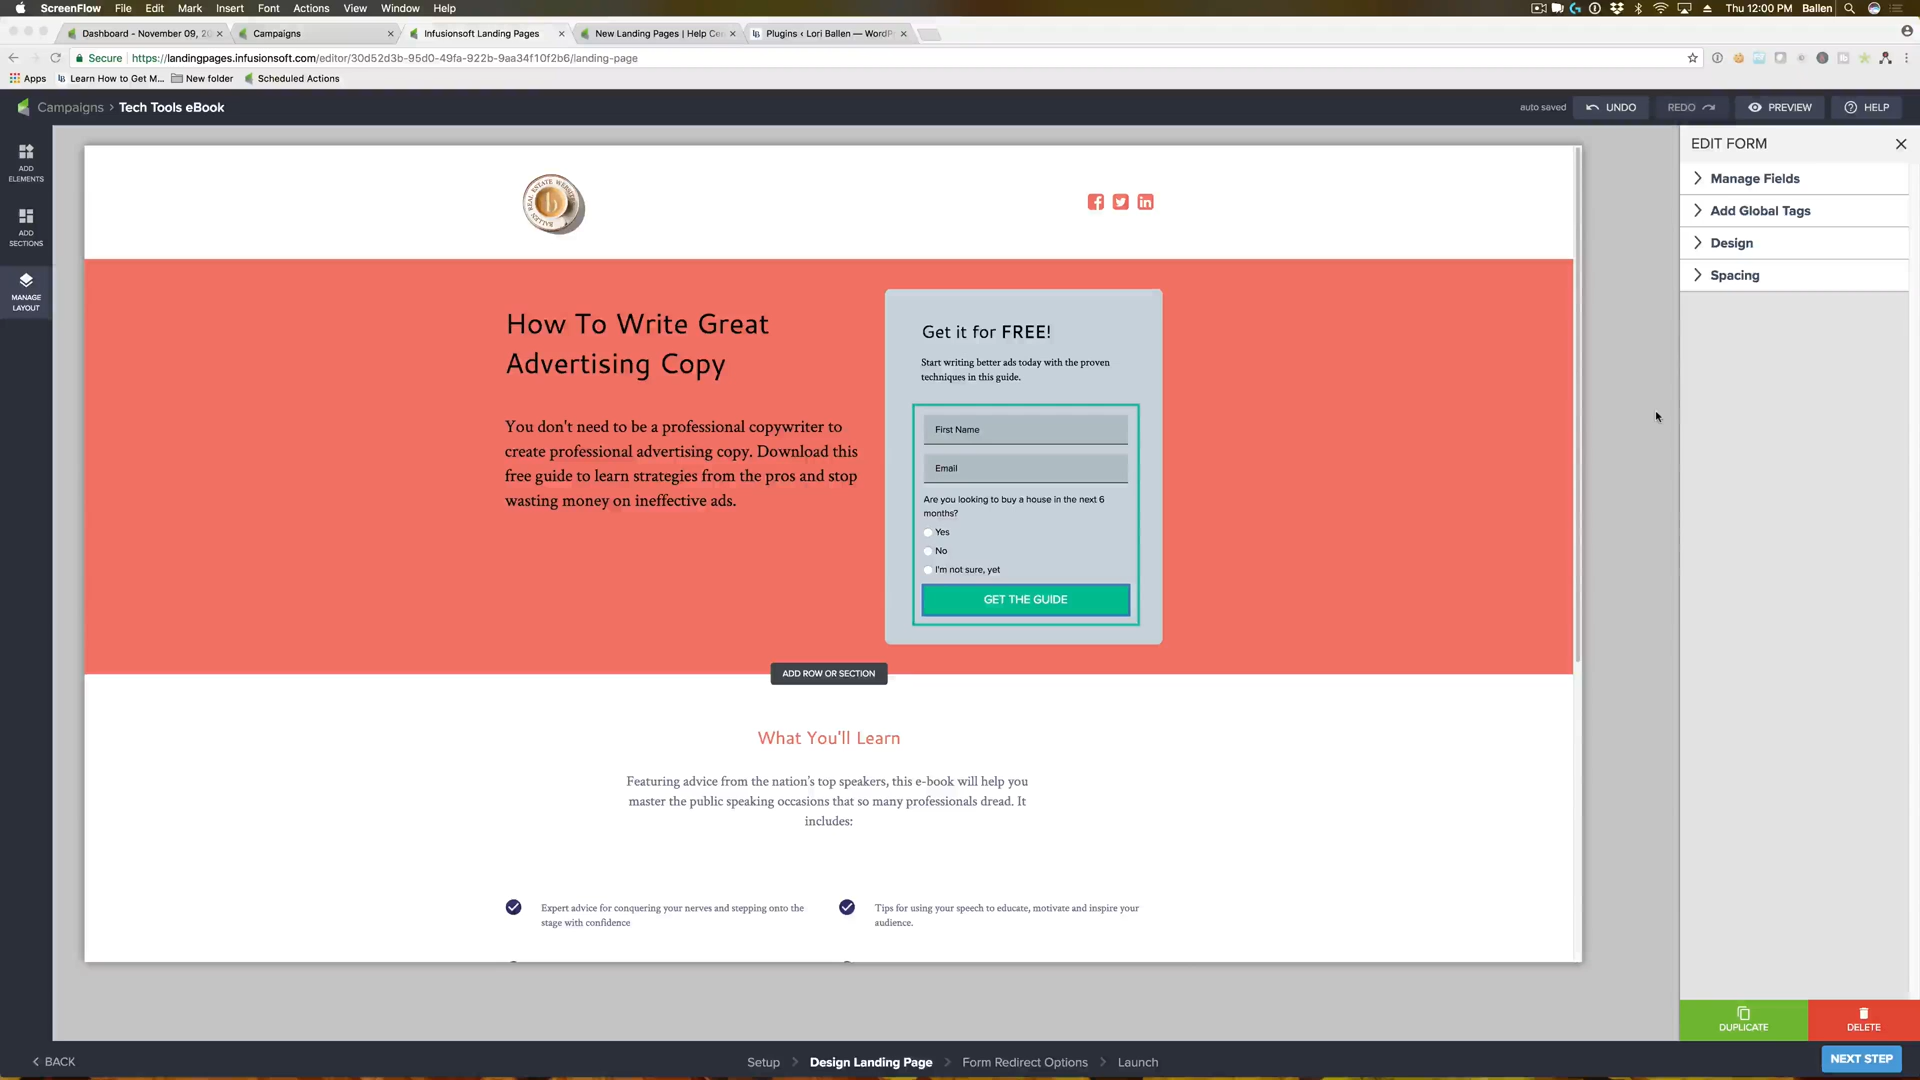 ScreenFlow File Edit Mark Insert Font Actions View Window Help
Thu 12:00 PM Ballen
Dashboard - November 09, 20
Campaigns
Infusionsoft Landing Pages
New Landing Pages | Help Ce
Plugins ‹ Lori Ballen — WordPr
Secure https://landingpages.infusionsoft.com/editor/30d52d3b-95d0-49fa-922b-9aa34f10f2b6/landing-page
Apps Learn How to Get M... New folder Scheduled Actions
Campaigns > Tech Tools eBook
auto saved
UNDO
REDO
PREVIEW
HELP
ADD
ELEMENTS
ADD
SECTIONS
MANAGE
LAYOUT
REAL ESTATE WEBSITE
BALLEN
b
How To Write Great
Advertising Copy
You don't need to be a professional copywriter to
create professional advertising copy. Download this
free guide to learn strategies from the pros and stop
wasting money on ineffective ads.
Get it for FREE!
Start writing better ads today with the proven
techniques in this guide.
First Name
Email
Are you looking to buy a house in the next 6
months?
Yes
No
I'm not sure, yet
GET THE GUIDE
ADD ROW OR SECTION
What You'll Learn
Featuring advice from the nation's top speakers, this e-book will help you
master the public speaking occasions that so many professionals dread. It
includes:
Expert advice for conquering your nerves and stepping onto the
stage with confidence
Tips for using your speech to educate, motivate and inspire your
audience.
EDIT FORM
Manage Fields
Add Global Tags
Design
Spacing
DUPLICATE
DELETE
BACK
Setup > Design Landing Page > Form Redirect Options > Launch
NEXT STEP